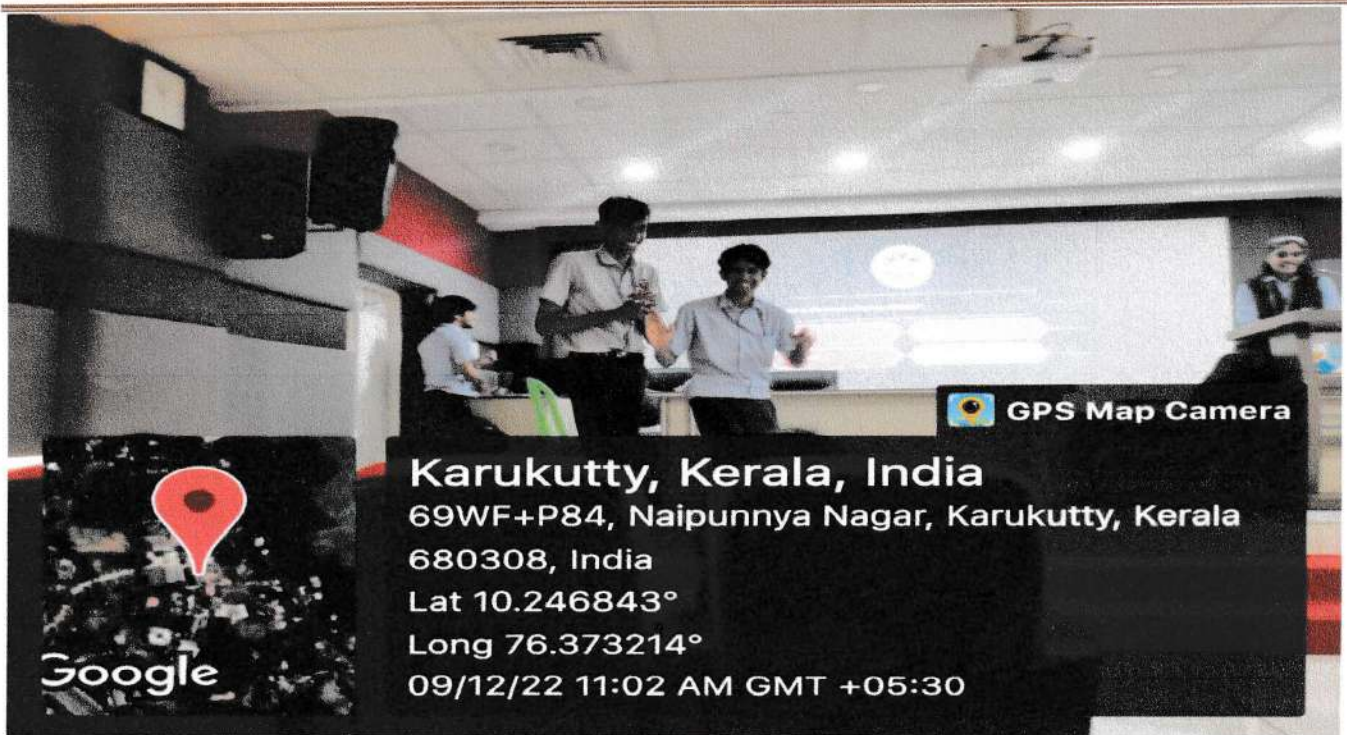 GPS Map Camera
Karukutty, Kerala, India
69WF+P84, Naipunnya Nagar, Karukutty, Kerala
680308, India
Lat 10.246843°
Long 76.373214°
09/12/22 11:02 AM GMT +05:30
Google